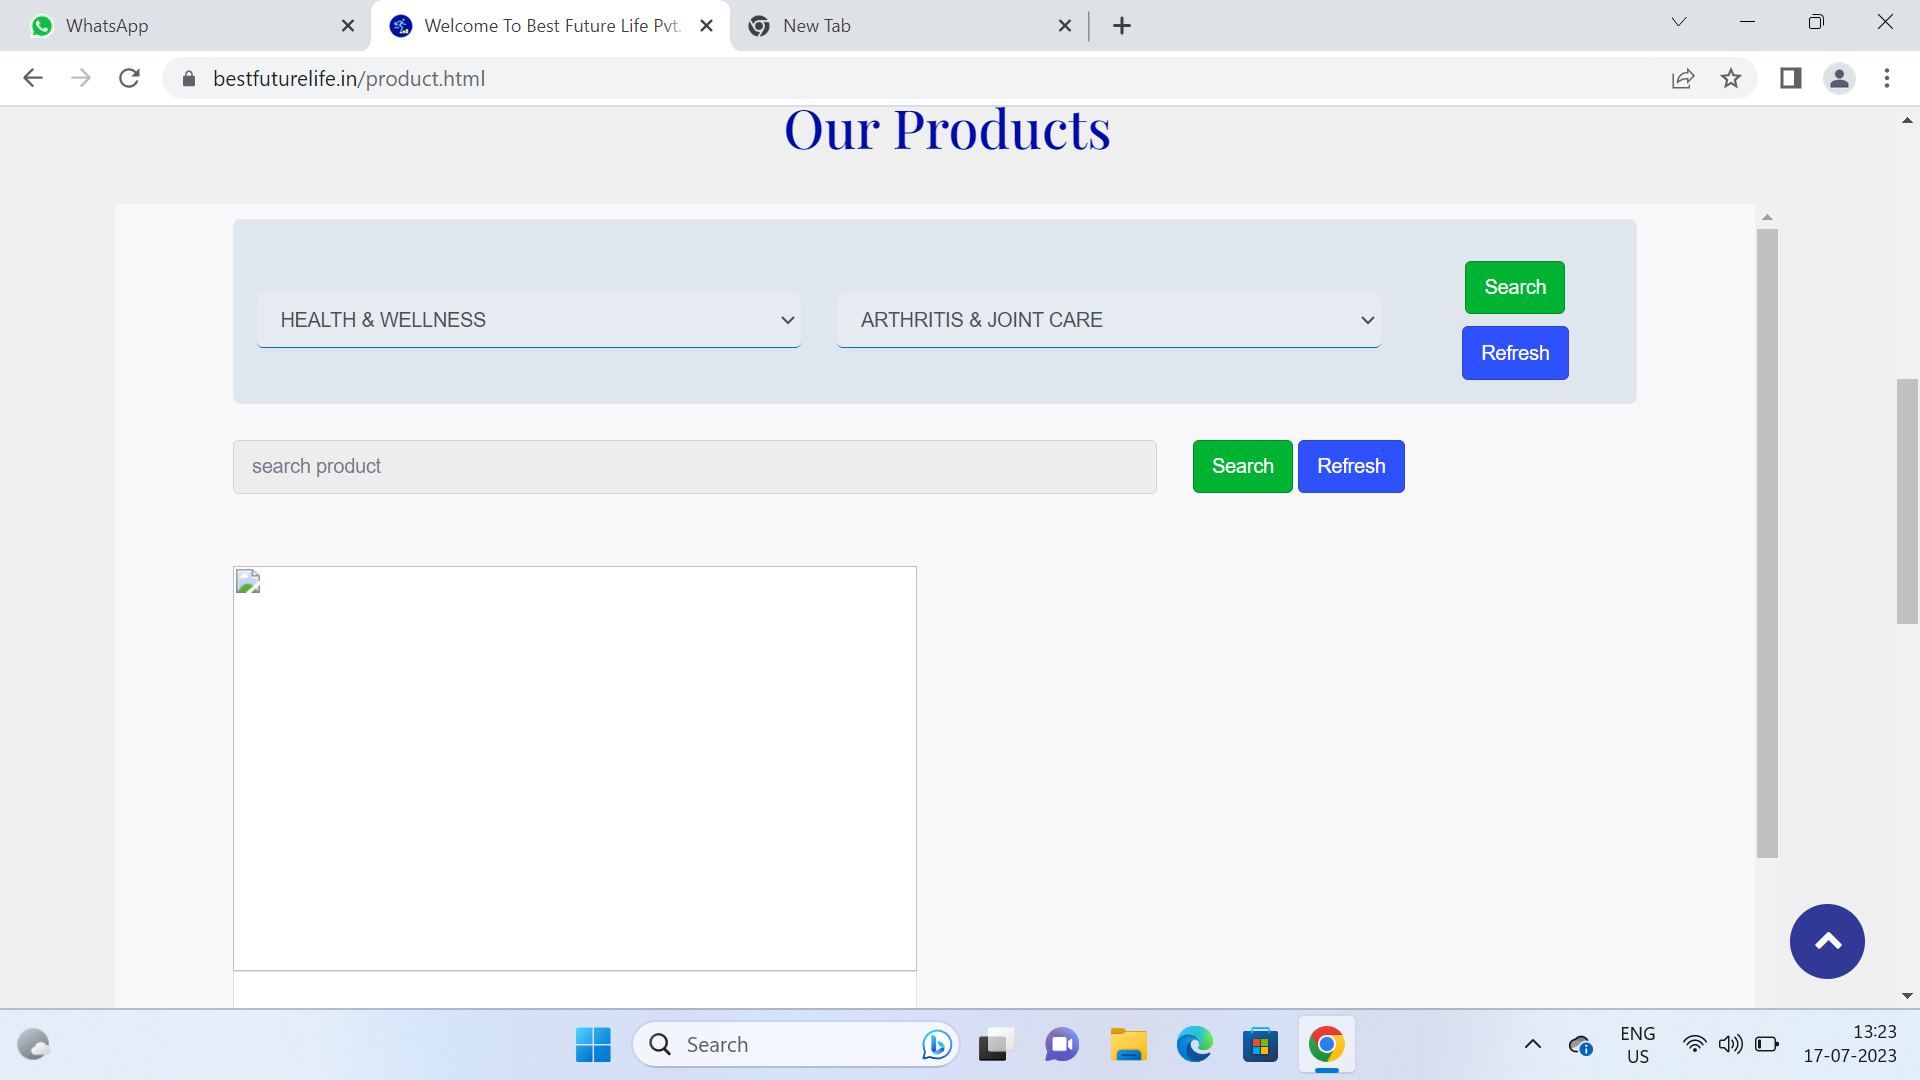 WhatsApp
Welcome To Best Future Life Pvt.
New Tab
bestfuturelife.in/product.html
Our Products
HEALTH & WELLNESS
ARTHRITIS & JOINT CARE
Search
Refresh
search product
Search
Refresh
Search
ENG
US
13:23
17-07-2023